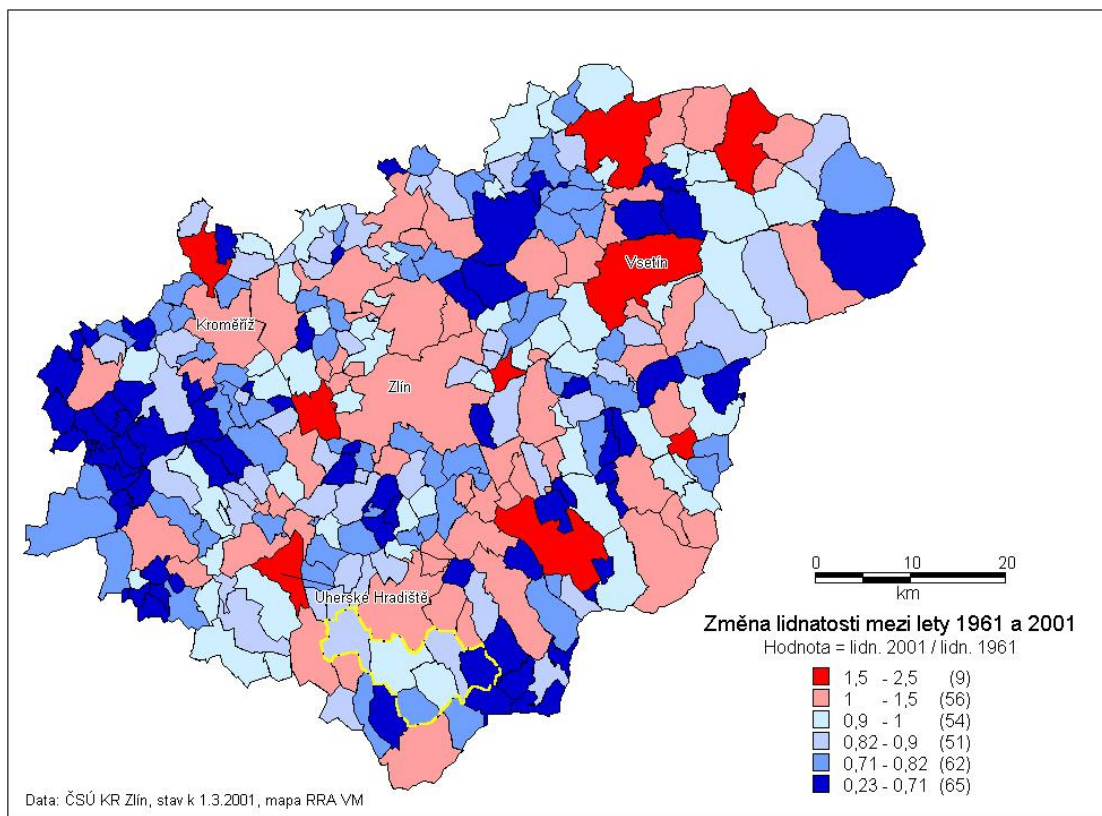 Vsetín
Kroměříž
Zlín
Uherské Hradiště
0 10 20
km
Změna lidnatosti mezi lety 1961 a 2001
Hodnota = lidn. 2001 / lidn. 1961
1,5 - 2,5 (9)
1 - 1,5 (56)
0,9 - 1 (54)
0,82 - 0,9 (51)
0,71 - 0,82 (62)
0,23 - 0,71 (65)
Data: ČSÚ KR Zlín, stav k 1.3.2001, mapa RRA VM